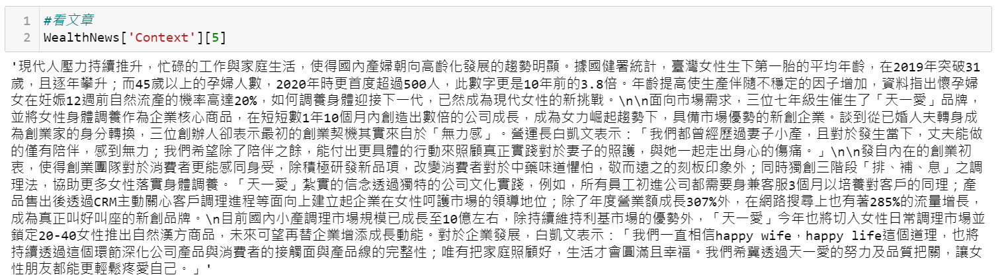 1 #看文章
2 WealthNews['Context'][5]
'現代人壓力持續推升，忙碌的工作與家庭生活，使得國內產婦朝向高齡化發展的趨勢明顯。據國健署統計，臺灣女性生下第一胎的平均年齡，在2019年突破31
歲，且逐年攀升；而45歲以上的孕婦人數，2020年時更首度超過500人，此數字更是10年前的3.8倍。年齡提高使生產伴隨不穩定的因子增加，資料指出懷孕婦
女在妊娠12週前自然流產的機率高達20%，如何調養身體迎接下一代，已然成為現代女性的新挑戰。\n\n面向市場需求，三位七年級生催生了「天一愛」品牌，
並將女性身體調養作為企業核心商品，在短短數1年10個月內創造出數倍的公司成長，成為女力崛起趨勢下，具備市場優勢的新創企業。談到從已婚人夫轉身成
為創業家的身分轉換，三位創辦人卻表示最初的創業契機其實來自於「無力感」。營運長白凱文表示：「我們都曾經歷過妻子小產，且對於發生當下，丈夫能做
的僅有陪伴，感到無力；我們希望除了陪伴之餘，能付出更具體的行動來照顧真正實踐對於妻子的照護，與她一起走出身心的傷痛。」\n\n發自內在的創業初
衷，使得創業團隊對於消費者更能感同身受，除積極研發新品項，改變消費者對於中藥味道懼怕，敬而遠之的刻板印象外；同時獨創三階段「排、補、息」之調
理法，協助更多女性落實身體調養。「天一愛」紮實的信念透過獨特的公司文化實踐，例如，所有員工初進公司都需要身兼客服3個月以培養對客戶的同理；產
品售出後透過CRM主動關心客戶調理進程等面向上建立起企業在女性呵護市場的領導地位；除了年度營業額成長307%外，在網路搜尋上也有著285%的流量增長，
成為真正叫好叫座的新創品牌。\n目前國內小產調理市場規模已成長至10億左右，除持續維持利基市場的優勢外，「天一愛」今年也將切入女性日常調理市場並
鎖定20-40女性推出自然漢方商品，未來可望再替企業增添成長動能。對於企業發展，白凱文表示：「我們一直相信happy wife，happy life這個道理，也將
持續透過這個環節深化公司產品與消費者的接觸面與產品線的完整性；唯有把家庭照顧好，生活才會圓滿且幸福。我們希冀透過天一愛的努力及品質把關，讓女
性朋友都能更輕鬆疼愛自己。」'